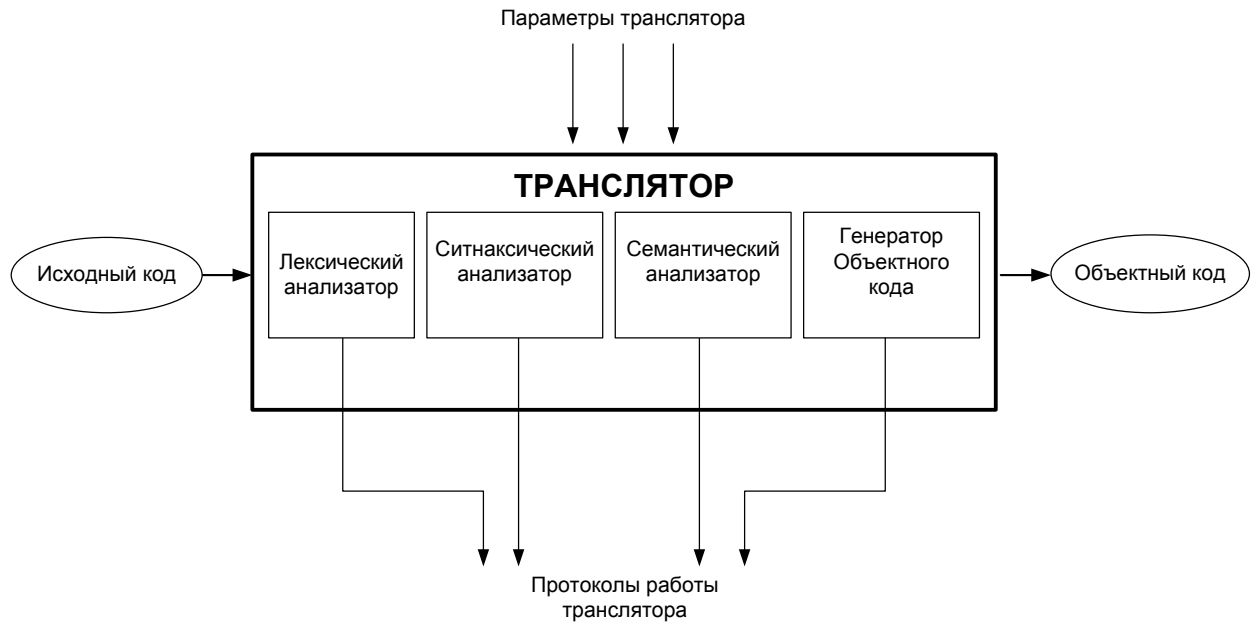 Параметры транслятора
ТРАНСЛЯТОР
Лексический
анализатор
Ситнаксический
анализатор
Семантический
анализатор
Генератор
Объектного
кода
Исходный код
Объектный код
Протоколы работы
транслятора